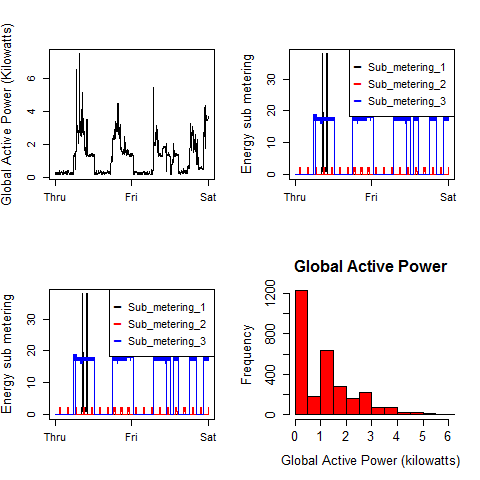 Global Active Power (Kilowatts)
0 2 4 6
Thru Fri Sat
Energy sub metering
0 10 20 30
Sub_metering_1
Sub_metering_2
Sub_metering_3
Thru Fri Sat
Energy sub metering
0 10 20 30
Sub_metering_1
Sub_metering_2
Sub_metering_3
Thru Fri Sat
Global Active Power
Frequency
0 400 800 1200
0 1 2 3 4 5 6
Global Active Power (kilowatts)